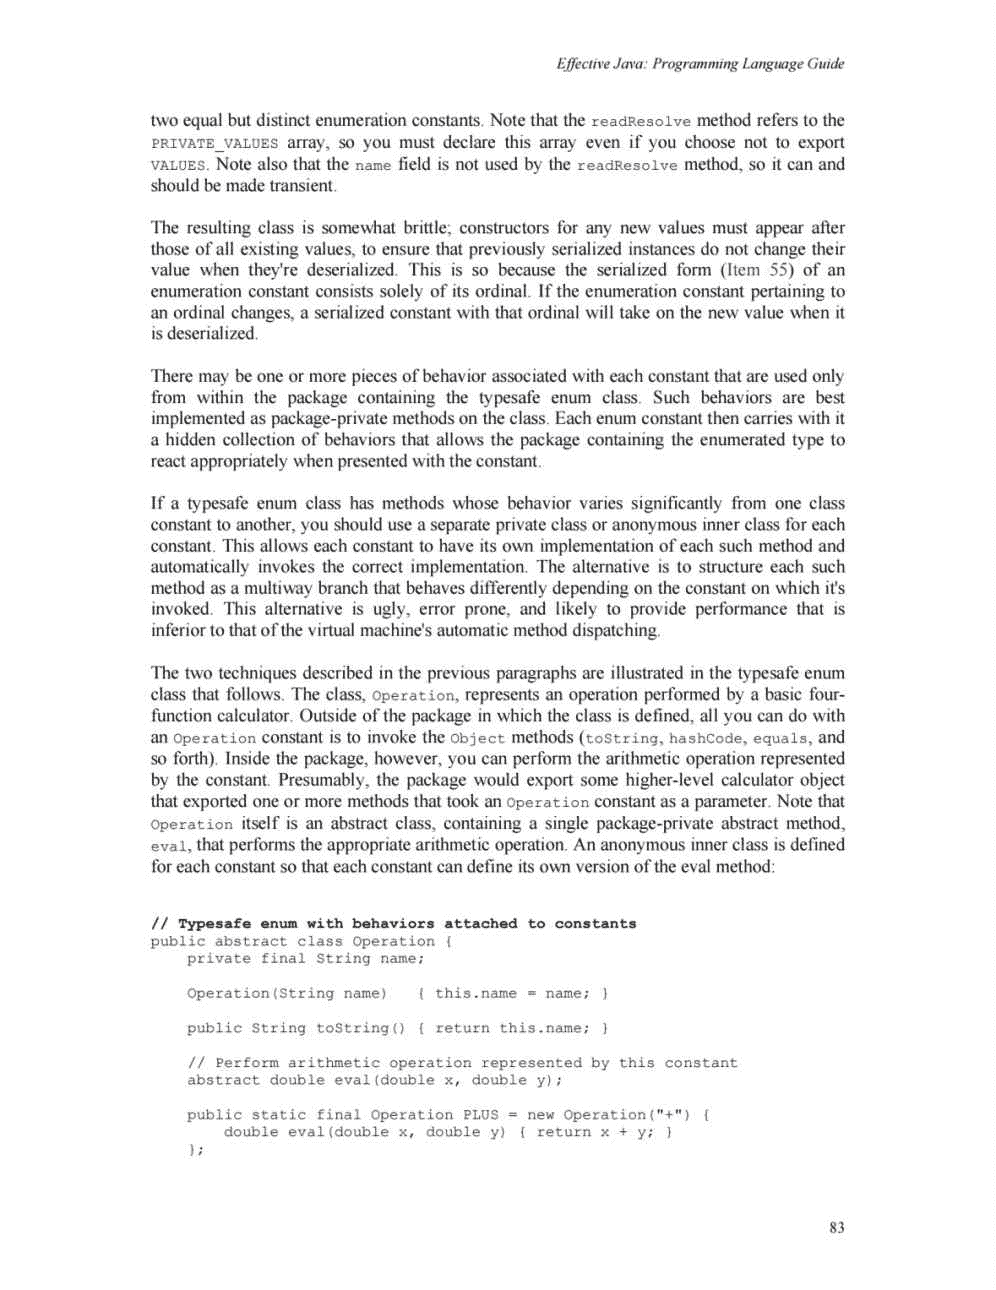 Effective Java: Programming Language Guide
two equal but distinct enumeration constants. Note that the readResolve method refers to the
PRIVATE_VALUES array, so you must declare this array even if you choose not to export
VALUES. Note also that the name field is not used by the readResolve method, so it can and
should be made transient.
The resulting class is somewhat brittle; constructors for any new values must appear after
those of all existing values, to ensure that previously serialized instances do not change their
value when they're deserialized. This is so because the serialized form (Item 55) of an
enumeration constant consists solely of its ordinal. If the enumeration constant pertaining to
an ordinal changes, a serialized constant with that ordinal will take on the new value when it
is deserialized.
There may be one or more pieces of behavior associated with each constant that are used only
from within the package containing the typesafe enum class. Such behaviors are best
implemented as package-private methods on the class. Each enum constant then carries with it
a hidden collection of behaviors that allows the package containing the enumerated type to
react appropriately when presented with the constant.
If a typesafe enum class has methods whose behavior varies significantly from one class
constant to another, you should use a separate private class or anonymous inner class for each
constant. This allows each constant to have its own implementation of each such method and
automatically invokes the correct implementation. The alternative is to structure each such
method as a multiway branch that behaves differently depending on the constant on which it's
invoked. This alternative is ugly, error prone, and likely to provide performance that is
inferior to that of the virtual machine's automatic method dispatching.
The two techniques described in the previous paragraphs are illustrated in the typesafe enum
class that follows. The class, Operation, represents an operation performed by a basic four-
function calculator. Outside of the package in which the class is defined, all you can do with
an Operation constant is to invoke the Object methods (toString, hashCode, equals, and
so forth). Inside the package, however, you can perform the arithmetic operation represented
by the constant. Presumably, the package would export some higher-level calculator object
that exported one or more methods that took an Operation constant as a parameter. Note that
Operation itself is an abstract class, containing a single package-private abstract method,
eval, that performs the appropriate arithmetic operation. An anonymous inner class is defined
for each constant so that each constant can define its own version of the eval method:
// Typesafe enum with behaviors attached to constants
public abstract class Operation {
    private final String name;
    Operation(String name)   { this.name = name; }
    public String toString() { return this.name; }
    // Perform arithmetic operation represented by this constant
    abstract double eval(double x, double y);
    public static final Operation PLUS = new Operation("+") {
        double eval(double x, double y) { return x + y; }
    };
83